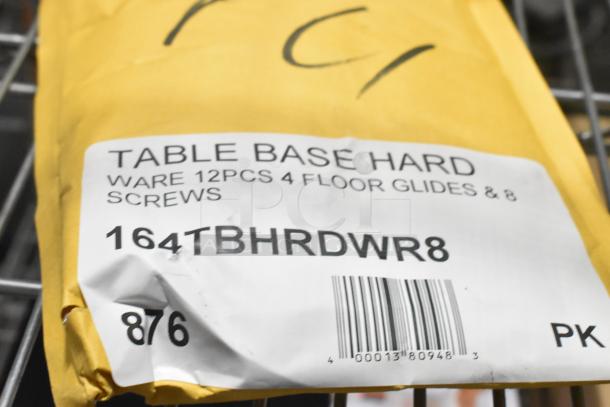 TABLE BASE HARD
WARE 12PCS 4 FLOOR GLIDES & 8
SCREWS
164TBHRDWR8
876
PK
4 00013 80948 3